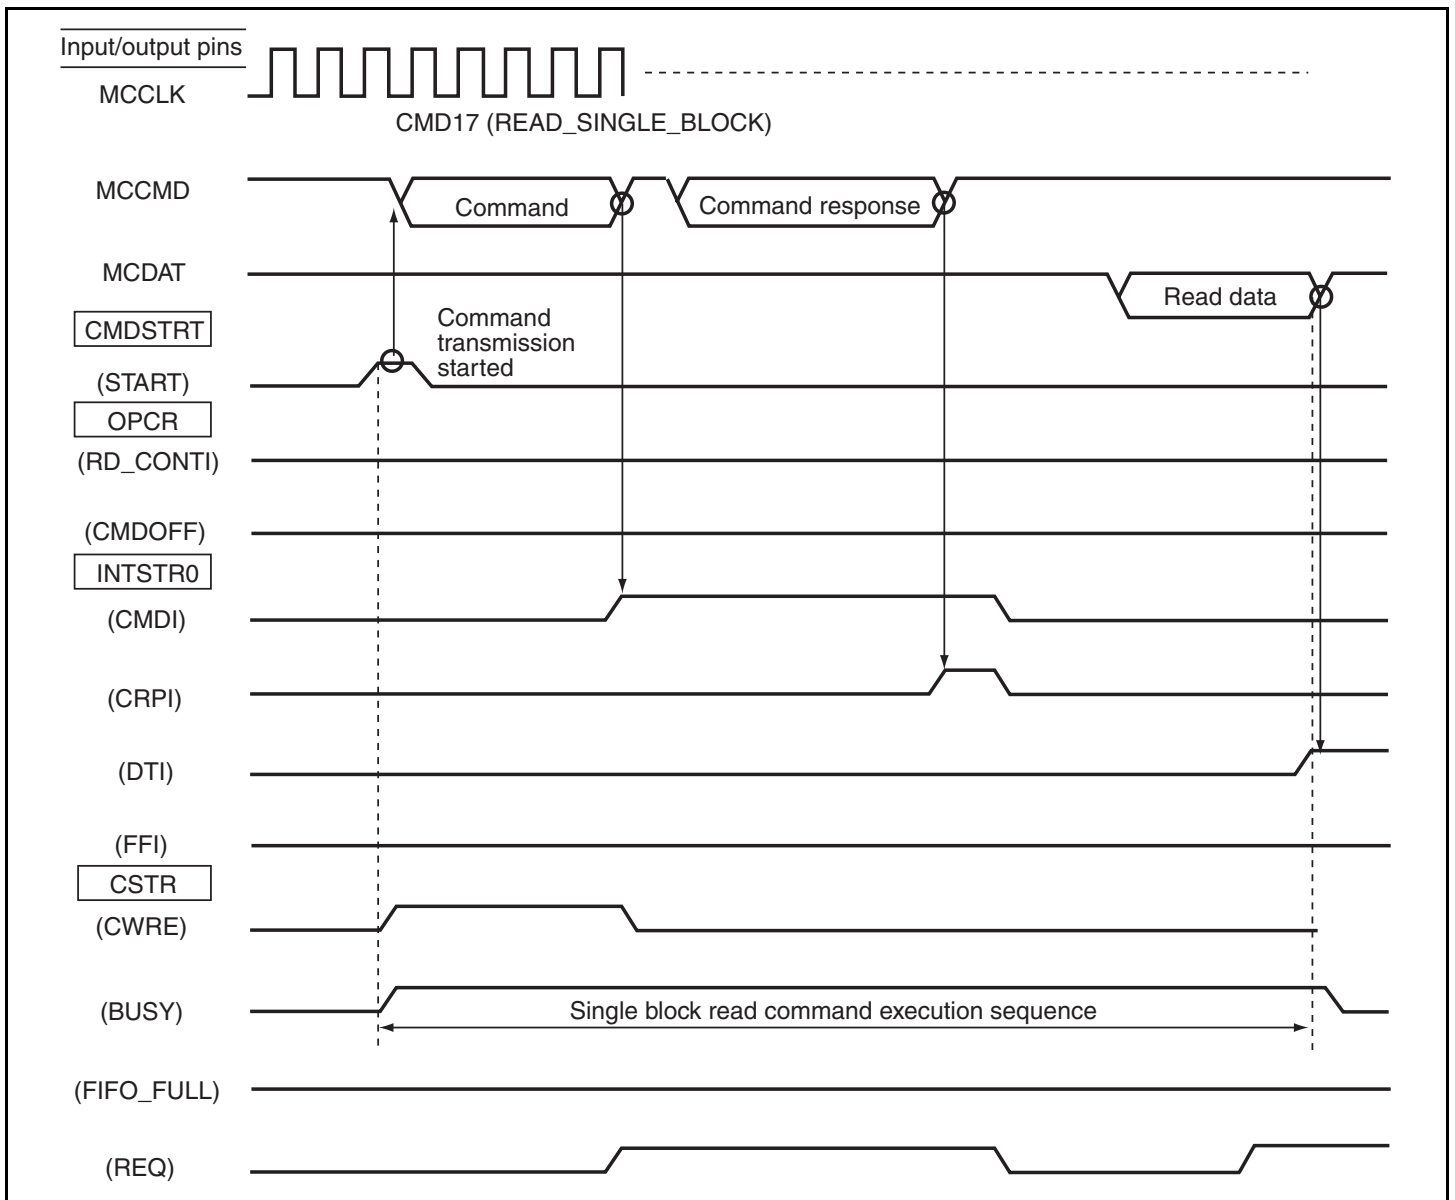 Input/output pins
MCCLK
CMD17 (READ_SINGLE_BLOCK)
MCCMD
Command
Command response
MCDAT
Read data
CMDSTRT
Command
transmission
started
(START)
OPCR
(RD_CONTI)
(CMDOFF)
INTSTR0
(CMDI)
(CRPI)
(DTI)
(FFI)
CSTR
(CWRE)
(BUSY)
Single block read command execution sequence
(FIFO_FULL)
(REQ)